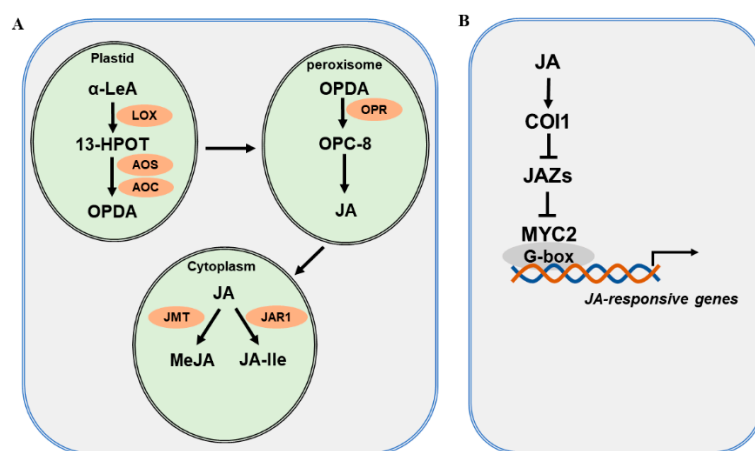 A
Plastid
α-LeA
LOX
13-HPOT
AOS
AOC
OPDA
peroxisome
OPDA
OPR
OPC-8
JA
Cytoplasm
JA
JMT
JAR1
MeJA
JA-Ile
B
JA
COI1
JAZs
MYC2
G-box
JA-responsive genes